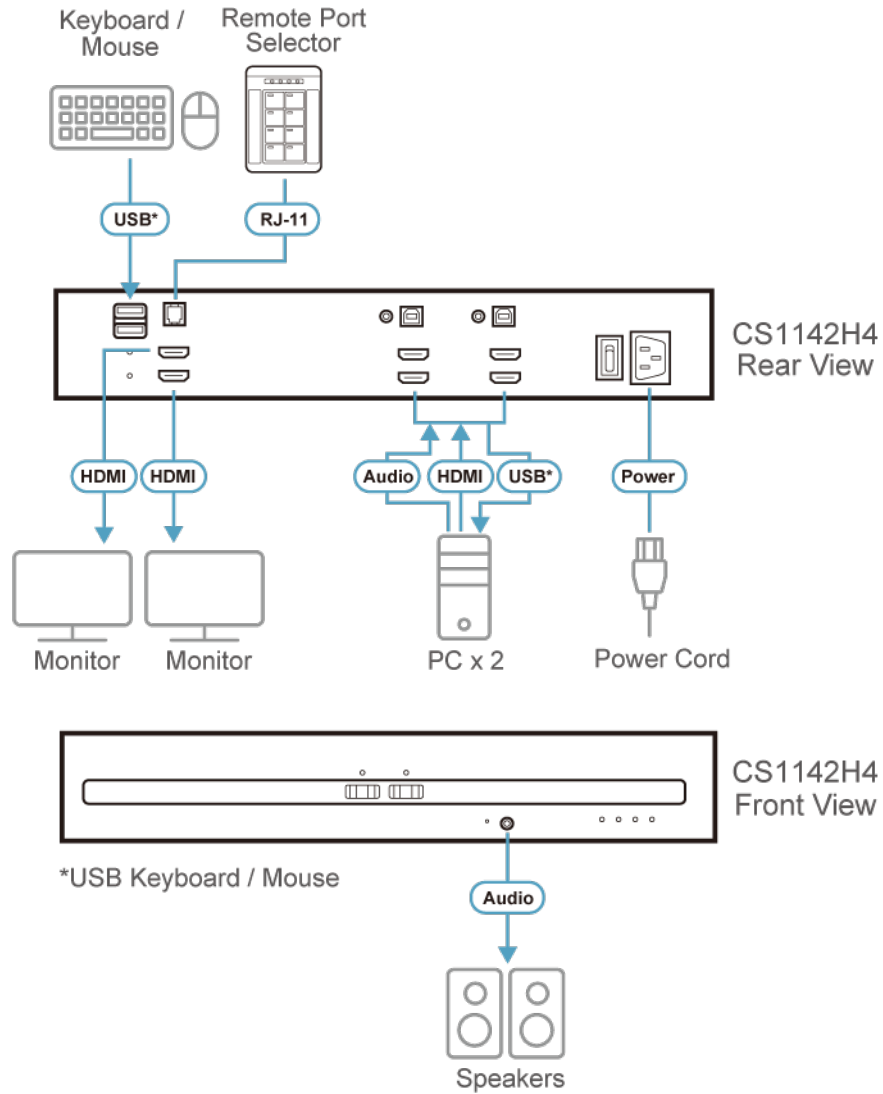 Keyboard /
Mouse
Remote Port
Selector
USB*
RJ-11
CS1142H4
Rear View
HDMI
HDMI
Audio
HDMI
USB*
Power
Monitor
Monitor
PC x 2
Power Cord
CS1142H4
Front View
*USB Keyboard / Mouse
Audio
Speakers